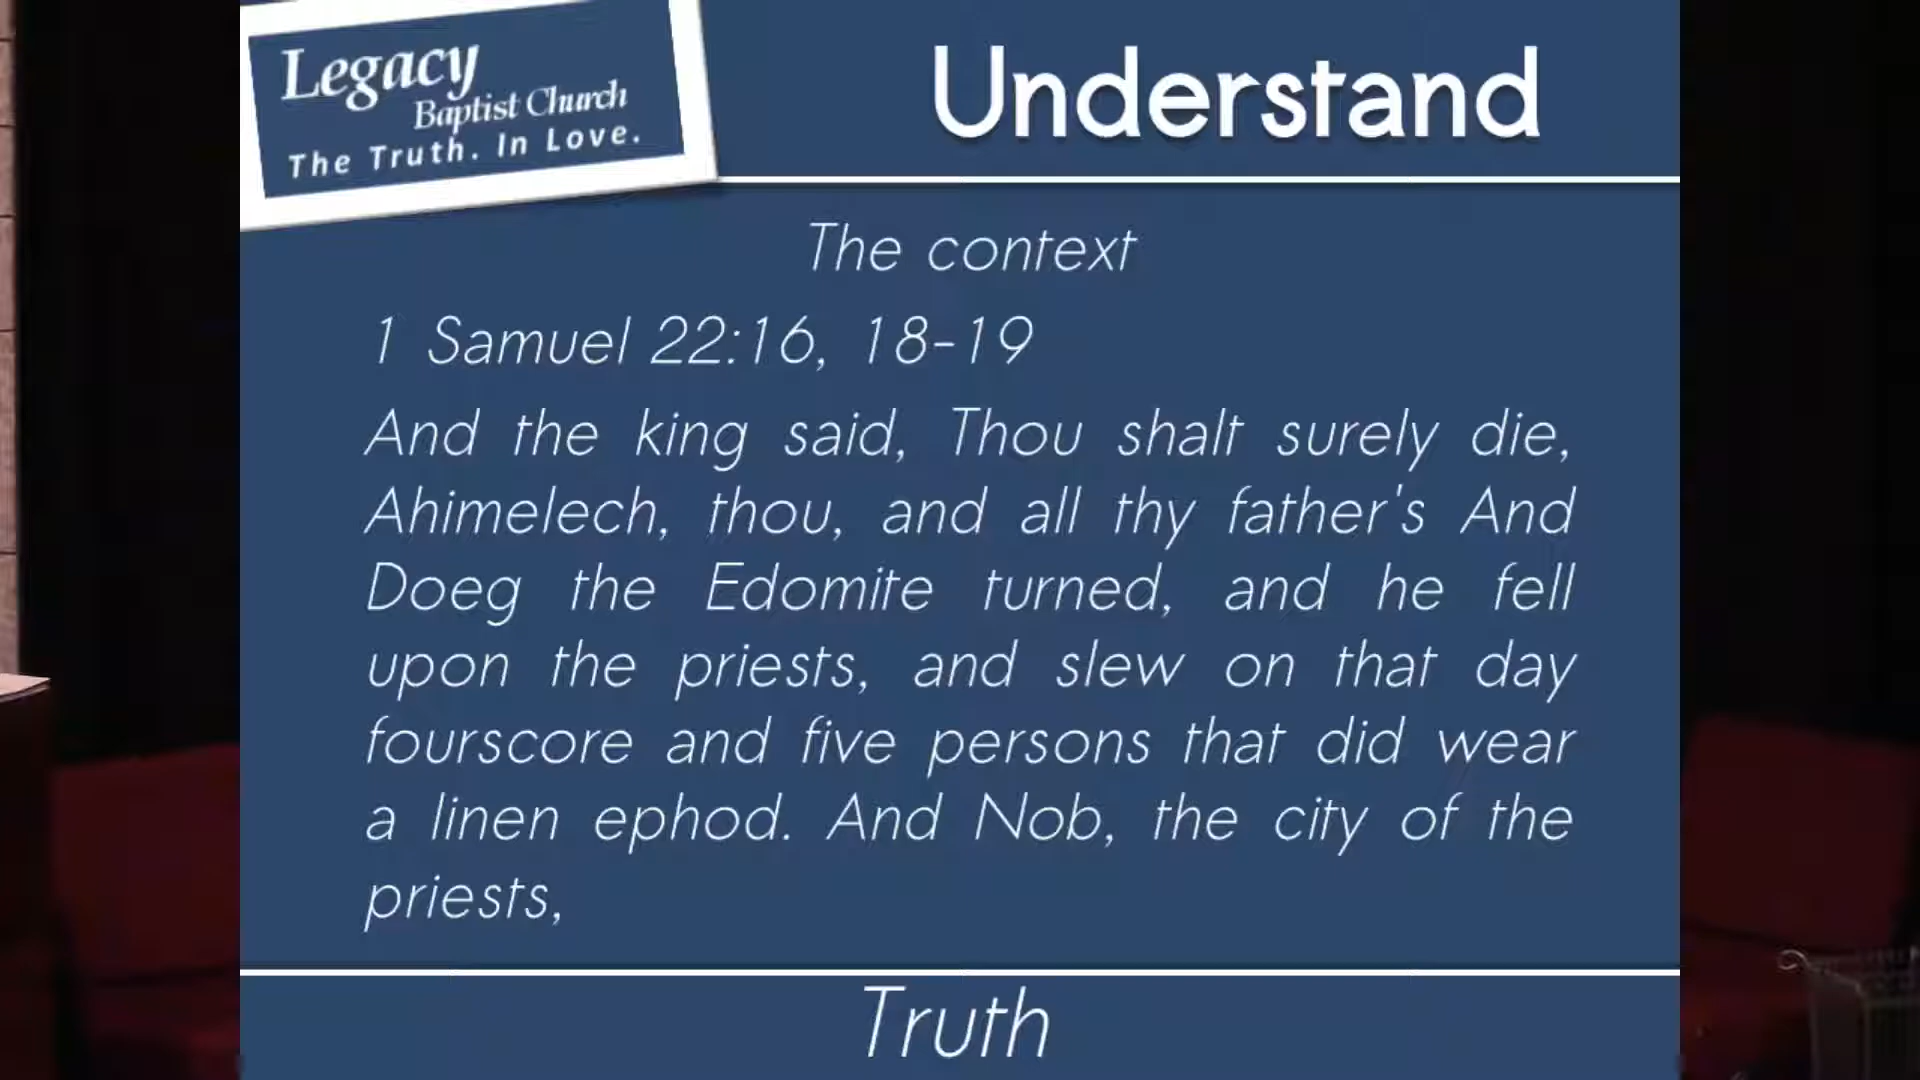 Legacy
Baptist Church
The Truth. In Love.
Understand
The context
1 Samuel 22:16, 18-19
And the king said, Thou shalt surely die,
Ahimelech, thou, and all thy father's And
Doeg the Edomite turned, and he fell
upon the priests, and slew on that day
fourscore and five persons that did wear
a linen ephod. And Nob, the city of the
priests,
Truth